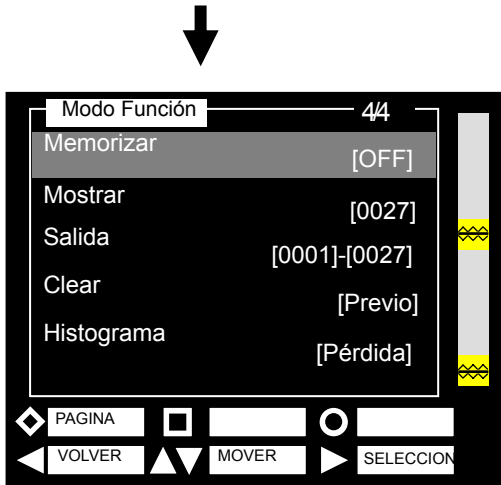 Modo Función 4/4
Memorizar [OFF]
Mostrar [0027]
Salida [0001]-[0027]
Clear [Previo]
Histograma [Pérdida]
PAGINA
VOLVER MOVER SELECCION